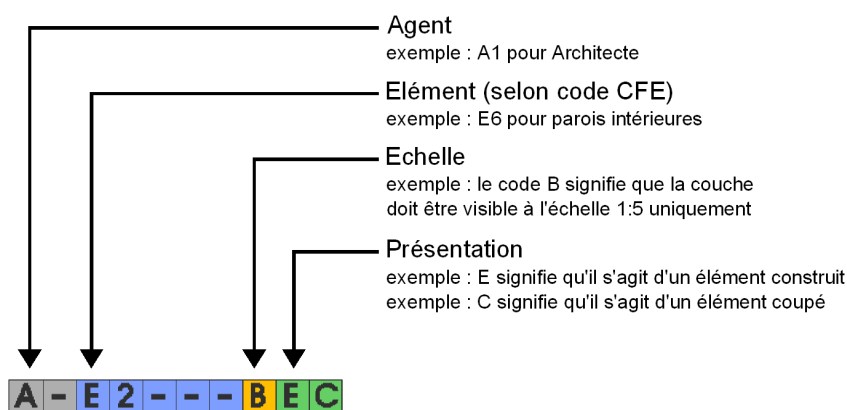 Agent
exemple : A1 pour Architecte
Elément (selon code CFE)
exemple : E6 pour parois intérieures
Echelle
exemple : le code B signifie que la couche
doit être visible à l'échelle 1:5 uniquement
Présentation
exemple : E signifie qu'il s'agit d'un élément construit
exemple : C signifie qu'il s'agit d'un élément coupé
A - E 2 - - - B E C